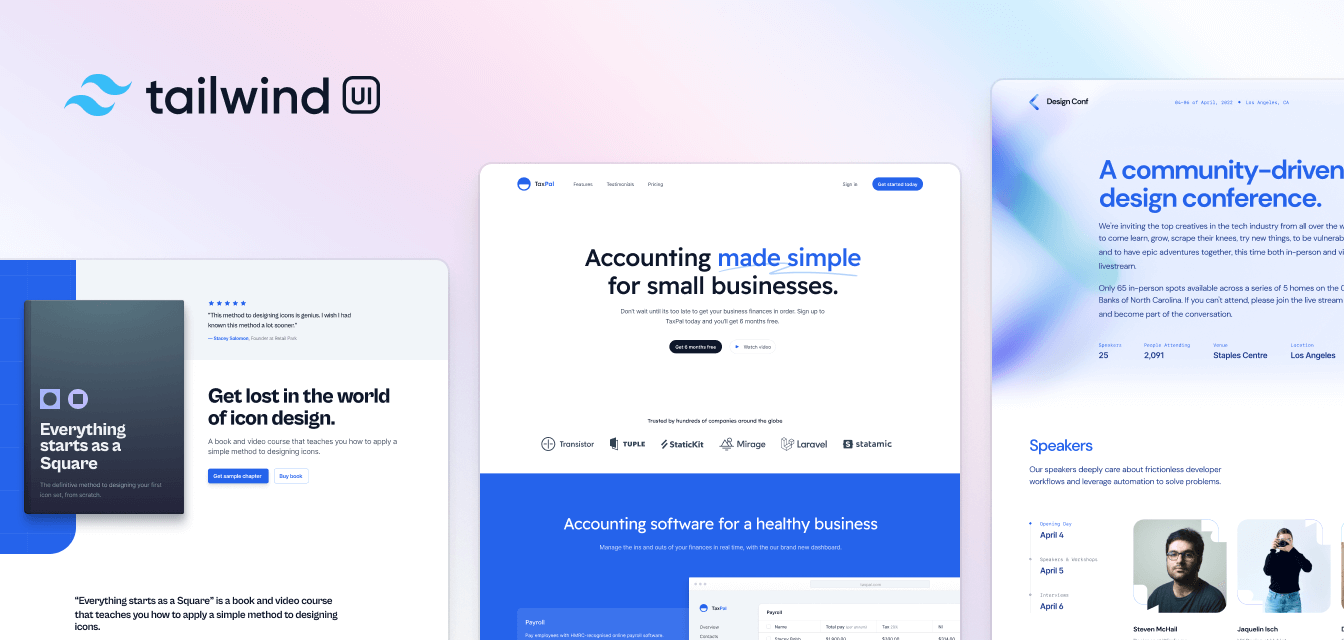 tailwind UI
"This method to designing icons is genius. I wish I had
known this method a lot sooner."
— Stacey Solomon, Founder at Retail Park
Everything
starts as a
Square
The definitive method to designing your first
icon set, from scratch.
Get lost in the world
of icon design.
A book and video course that teaches you how to apply a
simple method to designing icons.
Get sample chapter
Buy book
“Everything starts as a Square” is a book and video course
that teaches you how to apply a simple method to designing
icons.
TaxPal
Features
Testimonials
Pricing
Sign in
Get started today
Accounting made simple
for small businesses.
Don't wait until its too late to get your business finances in order. Sign up to
TaxPal today and you'll get 6 months free.
Get 6 months free
Watch video
Trusted by hundreds of companies around the globe
Transistor
TUPLE
StaticKit
Mirage
Laravel
statamic
Accounting software for a healthy business
Manage the ins and outs of your finances in real time, with the our brand new dashboard.
Payroll
Pay employees with HMRC-recognised online payroll software.
TaxPal
Overview
Contacts
Payroll
Name
Total pay
Tax
NI
Design Conf
04-06 of April, 2022
Los Angeles, CA
A community-driven
design conference.
We're inviting the top creatives in the tech industry from all over the
to come learn, grow, scrape their knees, try new things, to be vulnerab
and to have epic adventures together, this time both in-person and vi
livestream.
Only 65 in-person spots available across a series of 5 homes on the
Banks of North Carolina. If you can't attend, please join the live stream
and become part of the conversation.
Speakers
25
People Attending
2,091
Venue
Staples Centre
Location
Los Angeles
Speakers
Our speakers deeply care about frictionless developer
workflows and leverage automation to solve problems.
Opening Day
April 4
Speakers & Workshops
April 5
Interviews
April 6
Steven McHail
Jaquelin Isch